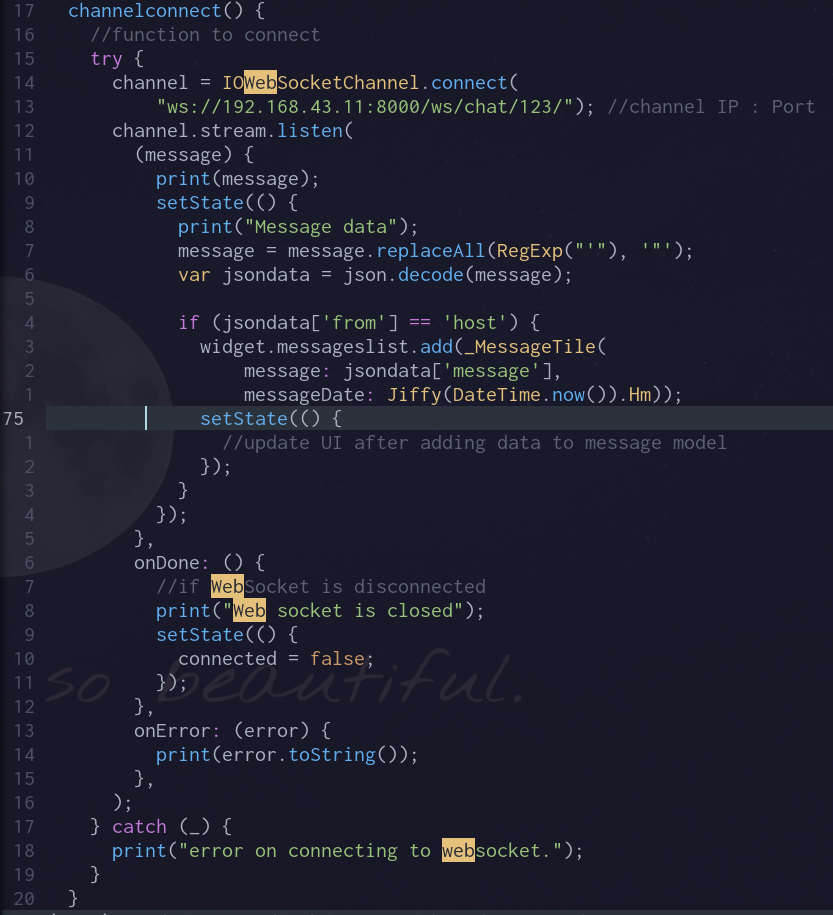 17 channelconnect() {
16 //function to connect
15 try {
14 channel = IOWebSocketChannel.connect(
13 "ws://192.168.43.11:8000/ws/chat/123/"); //channel IP : Port
12 channel.stream.listen(
11 (message) {
10 print(message);
9 setState(() {
8 print("Message data");
7 message = message.replaceAll(RegExp("'"), '"');
6 var jsondata = json.decode(message);
5
4 if (jsondata['from'] == 'host') {
3 widget.messageslist.add(_MessageTile(
2 message: jsondata['message'],
1 messageDate: Jiffy(DateTime.now()).Hm));
75 setState(() {
1 //update UI after adding data to message model
2 });
3 }
4 });
5 },
6 onDone: () {
7 //if WebSocket is disconnected
8 print("Web socket is closed");
9 setState(() {
10 connected = false;
11 });
so beautiful.
12 },
13 onError: (error) {
14 print(error.toString());
15 },
16 );
17 } catch (_) {
18 print("error on connecting to websocket.");
19 }
20 }